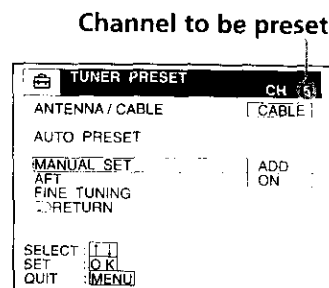 Channel to be preset
TUNER PRESET
CH 5
ANTENNA / CABLE CABLE
AUTO PRESET
MANUAL SET ADD
AFT ON
FINE TUNING
RETURN
SELECT : [↑ ↓]
SET : [OK]
QUIT : [MENU]